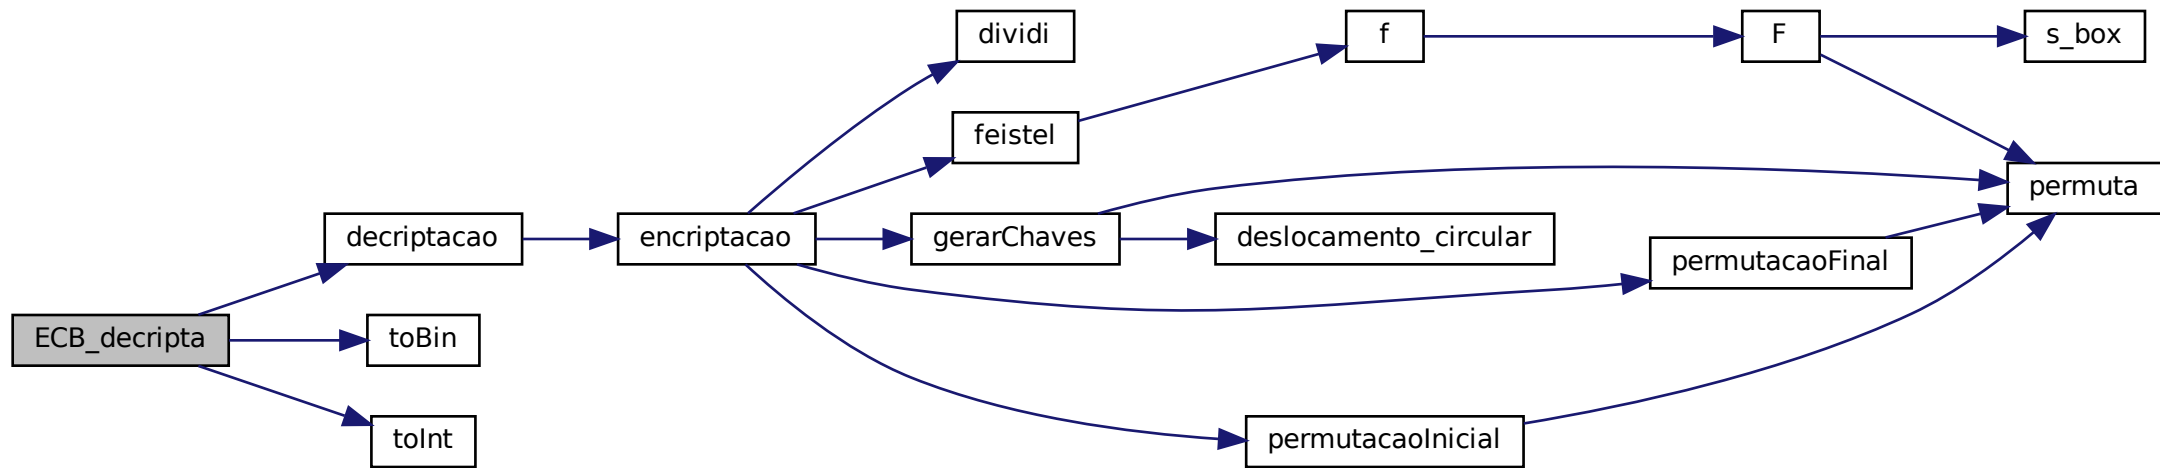 dividi
f
F
s_box
feistel
permuta
decriptacao
encriptacao
gerarChaves
deslocamento_circular
permutacaoFinal
ECB_decripta
toBin
toInt
permutacaoInicial